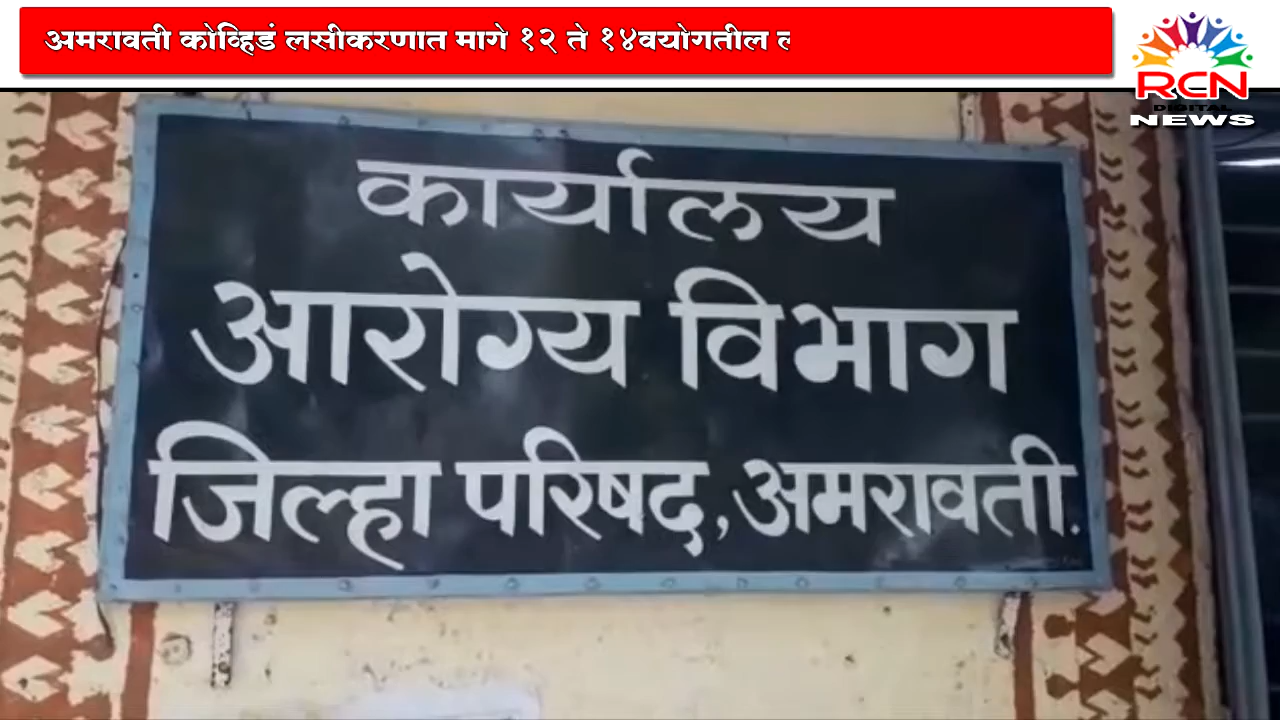 अमरावती कोव्हिडं लसीकरणात मागे १२ ते १४वयोगतील
RCN
DIGITAL
NEWS
कार्यालय
आरोग्य विभाग
जिल्हा परिषद, अमरावती.